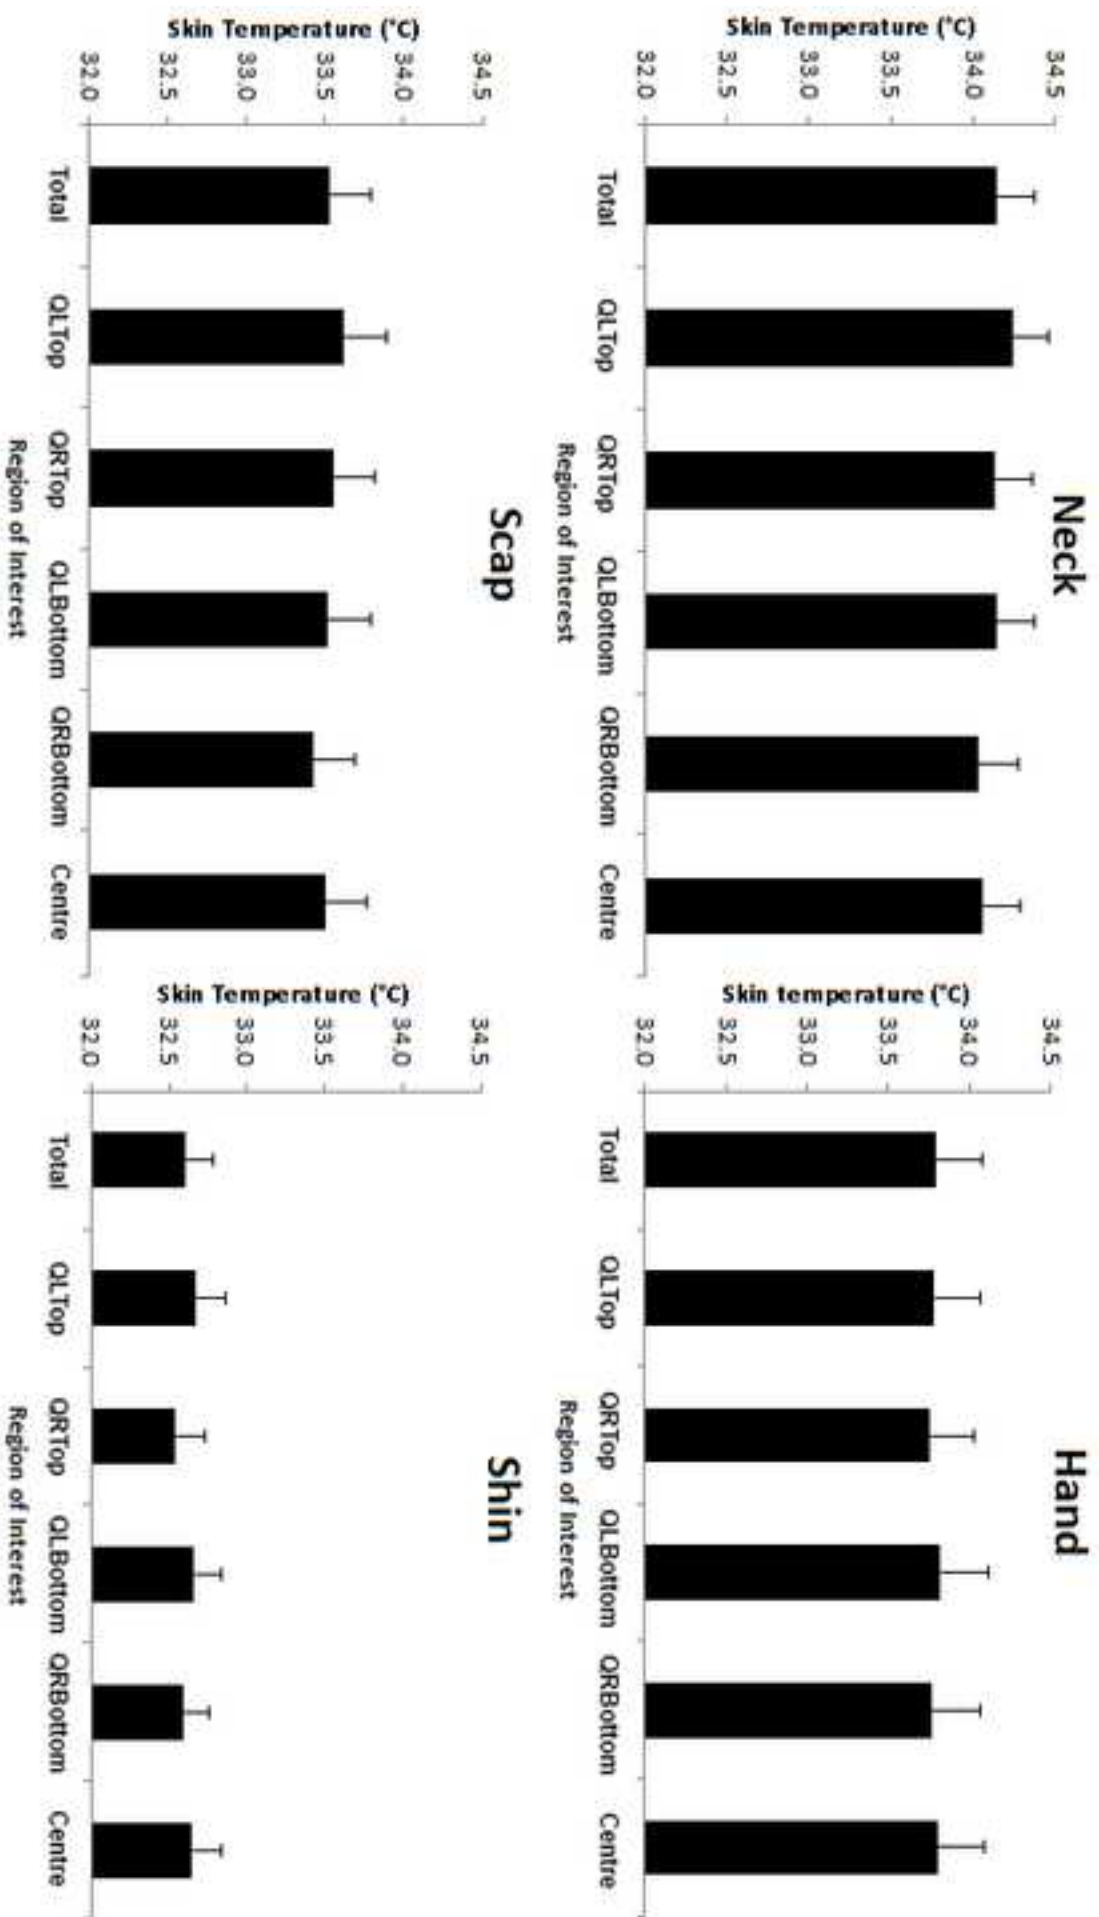 Neck
Skin Temperature (°C)
34.5
34.0
33.5
33.0
32.5
32.0
Total QLTop QRTop QLBottom QRBottom Centre
Region of Interest
Hand
Skin temperature (°C)
34.5
34.0
33.5
33.0
32.5
32.0
Total QLTop QRTop QLBottom QRBottom Centre
Region of Interest
Scap
Skin Temperature (°C)
34.5
34.0
33.5
33.0
32.5
32.0
Total QLTop QRTop QLBottom QRBottom Centre
Region of Interest
Shin
Skin Temperature (°C)
34.5
34.0
33.5
33.0
32.5
32.0
Total QLTop QRTop QLBottom QRBottom Centre
Region of Interest